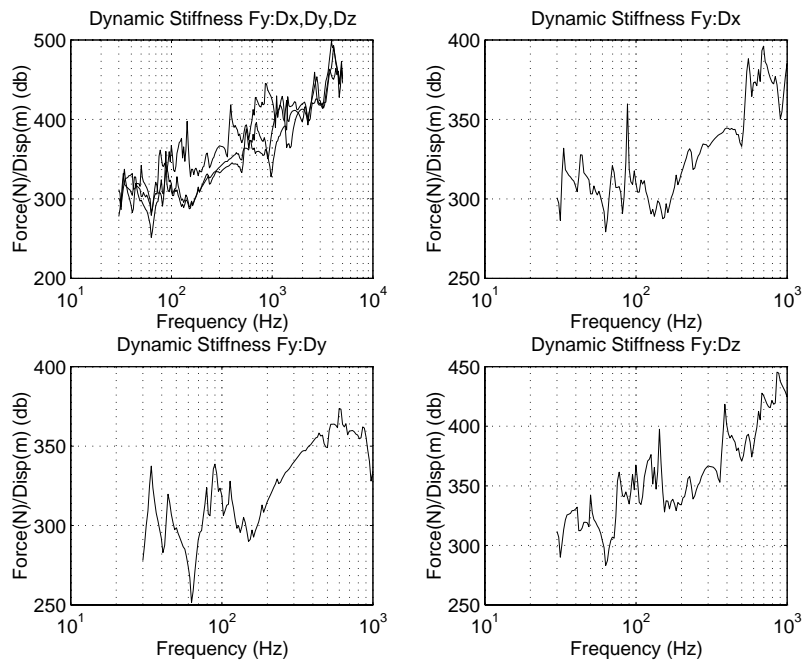 Dynamic Stiffness Fy:Dx,Dy,Dz
500
400
300
200
Force(N)/Disp(m) (db)
10^1
10^2
10^3
10^4
Frequency (Hz)
Dynamic Stiffness Fy:Dx
400
350
300
250
Force(N)/Disp(m) (db)
10^1
10^2
10^3
Frequency (Hz)
Dynamic Stiffness Fy:Dy
400
350
300
250
Force(N)/Disp(m) (db)
10^1
10^2
10^3
Frequency (Hz)
Dynamic Stiffness Fy:Dz
450
400
350
300
250
Force(N)/Disp(m) (db)
10^1
10^2
10^3
Frequency (Hz)